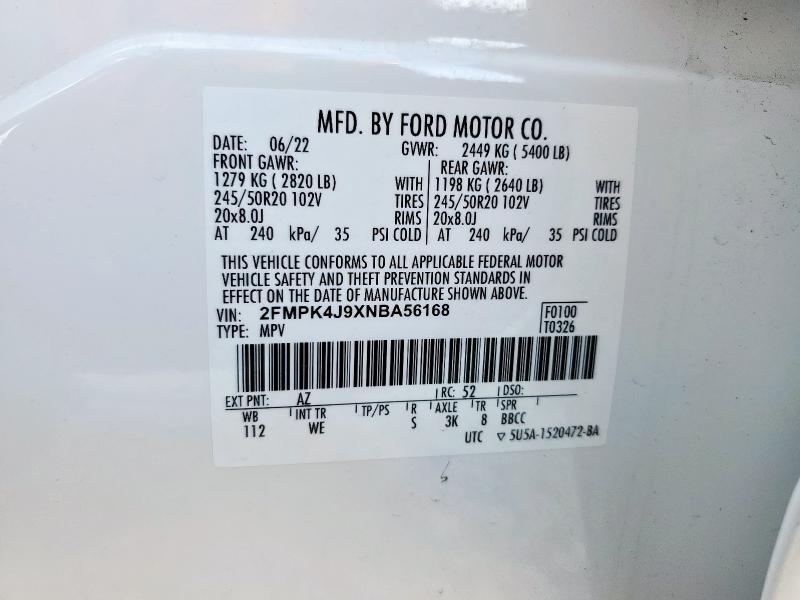 MFD. BY FORD MOTOR CO.
DATE: 06/22 GVWR: 2449 KG ( 5400 LB)
FRONT GAWR: REAR GAWR:
1279 KG ( 2820 LB) WITH 1198 KG ( 2640 LB) WITH
245/50R20 102V TIRES 245/50R20 102V TIRES
20x8.0J RIMS 20x8.0J RIMS
AT 240 kPa/ 35 PSI COLD AT 240 kPa/ 35 PSI COLD
THIS VEHICLE CONFORMS TO ALL APPLICABLE FEDERAL MOTOR
VEHICLE SAFETY AND THEFT PREVENTION STANDARDS IN
EFFECT ON THE DATE OF MANUFACTURE SHOWN ABOVE.
VIN: 2FMPK4J9XNBA56168 F0100
TYPE: MPV T0326
EXT PNT: AZ RC: 52 DSO:
WB INT TR TP/PS R AXLE TR SPR
112 WE S 3K 8 BBCC
UTC ▽ 5U5A-1520472-BA